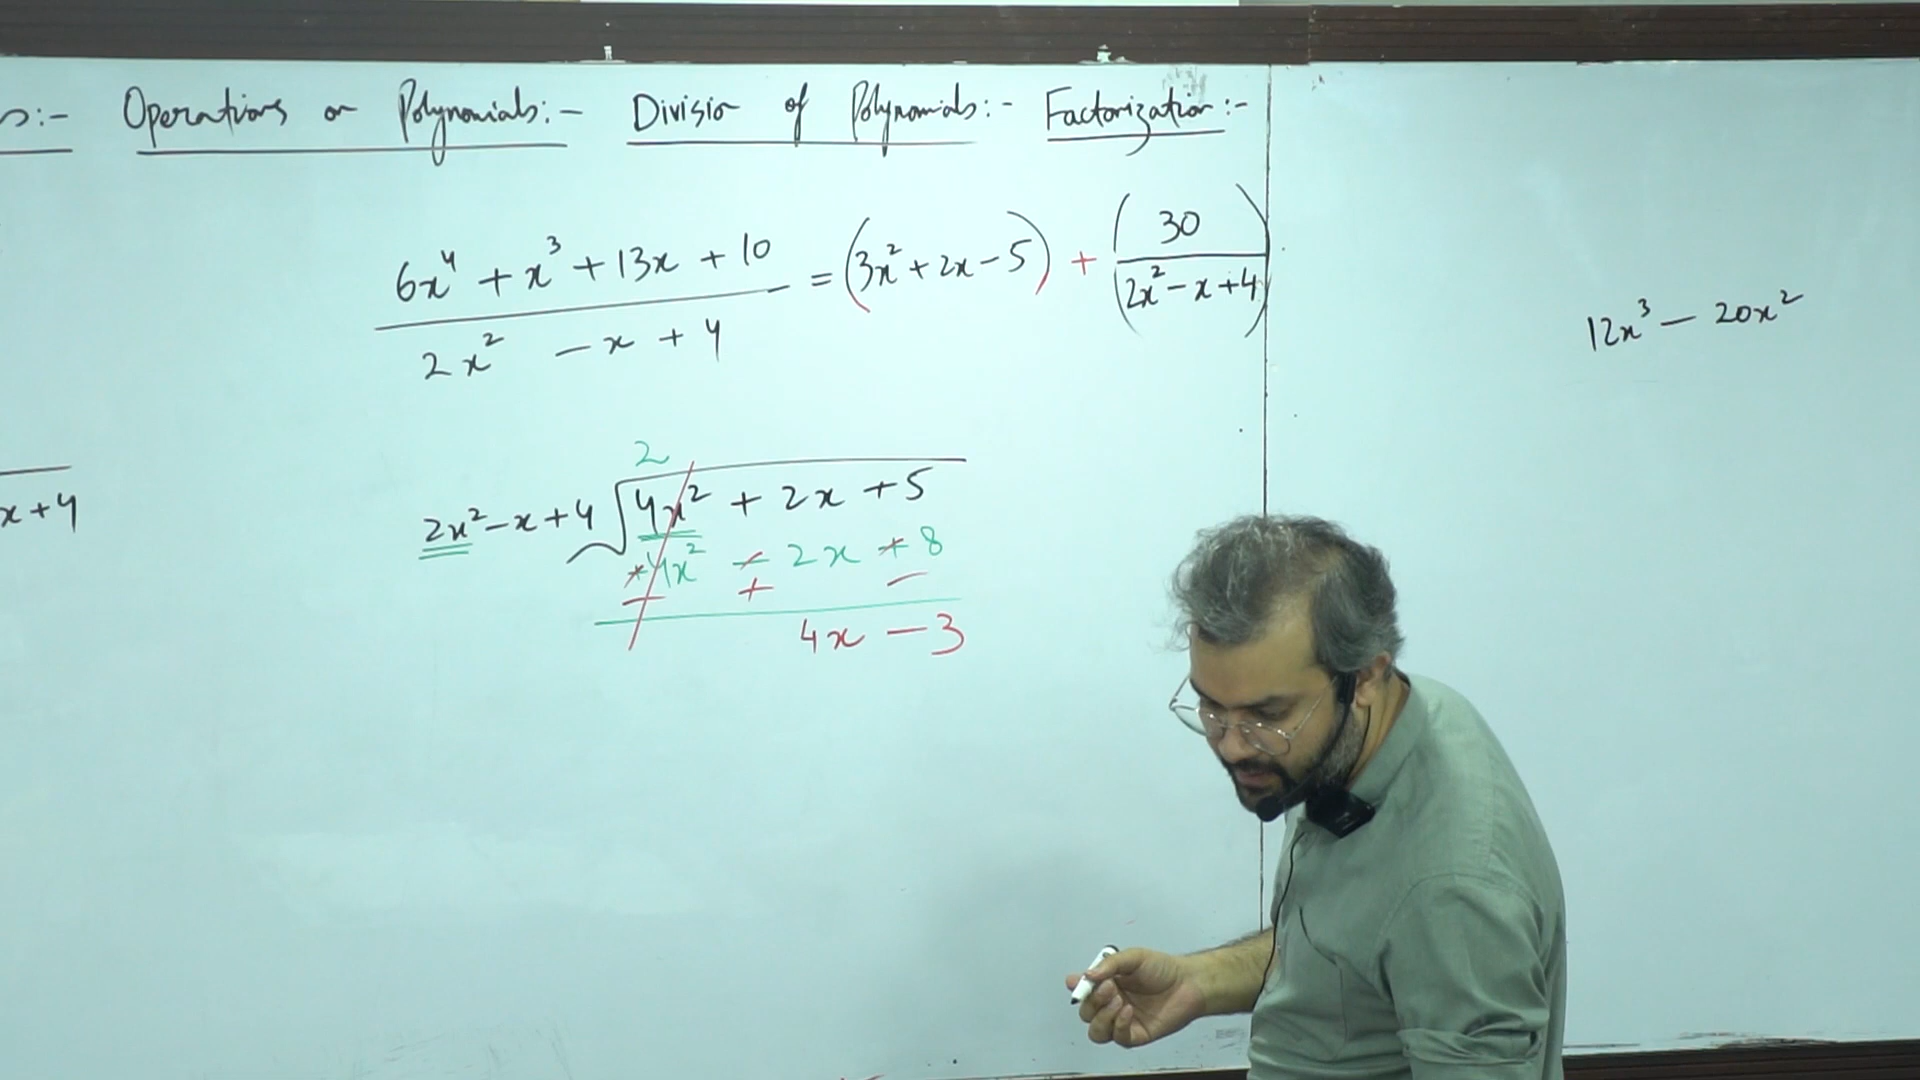 :- Operations on Polynomials:- Division of Polynomials:- Factorization:-
6x⁴ + x³ + 13x + 10 = (3x² + 2x - 5) + (30
2x² - x + 4 2x² - x + 4)
12x³ - 20x²
2
x + 4
2x² - x + 4 √4x² + 2x + 5
+4x² - 2x + 8
- + -
4x - 3